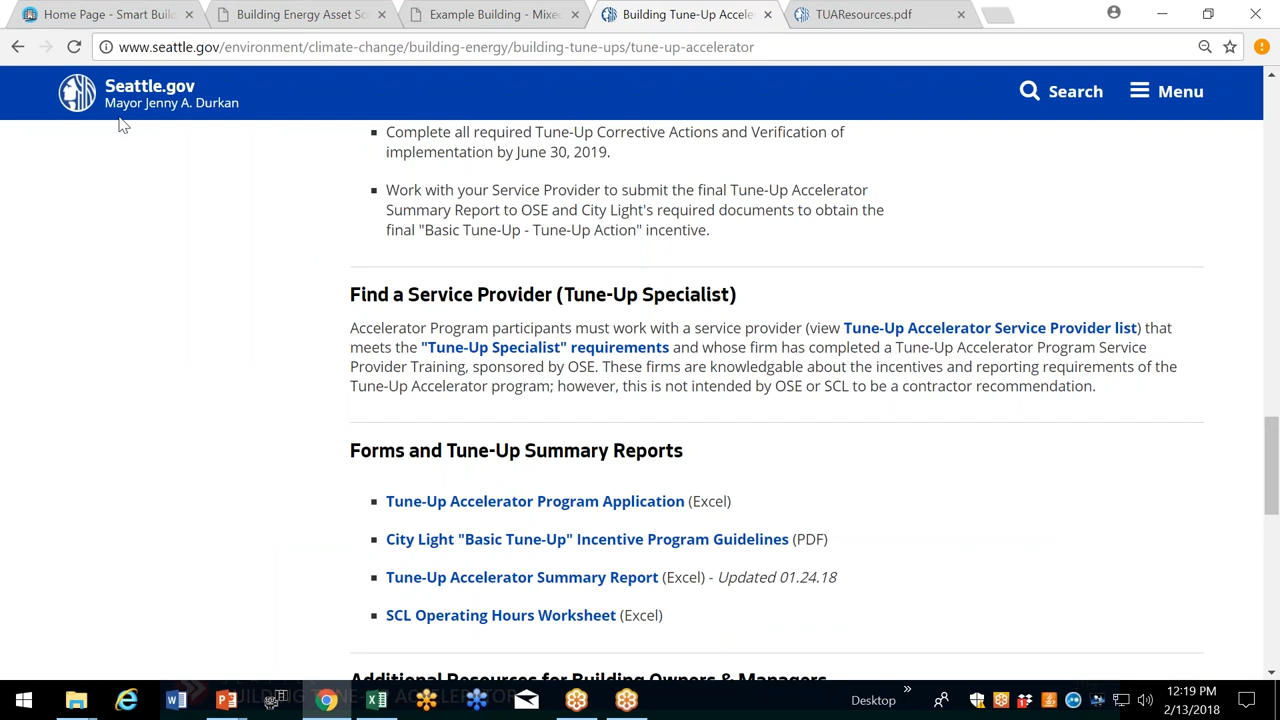 Home Page - Smart Buil
Building Energy Asset Sc
Example Building - Mixe
Building Tune-Up Accele
TUAResources.pdf
www.seattle.gov/environment/climate-change/building-energy/building-tune-ups/tune-up-accelerator
Seattle.gov
Mayor Jenny A. Durkan
Search
Menu
Complete all required Tune-Up Corrective Actions and Verification of
implementation by June 30, 2019.
Work with your Service Provider to submit the final Tune-Up Accelerator
Summary Report to OSE and City Light's required documents to obtain the
final "Basic Tune-Up - Tune-Up Action" incentive.
Find a Service Provider (Tune-Up Specialist)
Accelerator Program participants must work with a service provider (view Tune-Up Accelerator Service Provider list) that
meets the "Tune-Up Specialist" requirements and whose firm has completed a Tune-Up Accelerator Program Service
Provider Training, sponsored by OSE. These firms are knowledgable about the incentives and reporting requirements of the
Tune-Up Accelerator program; however, this is not intended by OSE or SCL to be a contractor recommendation.
Forms and Tune-Up Summary Reports
Tune-Up Accelerator Program Application (Excel)
City Light "Basic Tune-Up" Incentive Program Guidelines (PDF)
Tune-Up Accelerator Summary Report (Excel) - Updated 01.24.18
SCL Operating Hours Worksheet (Excel)
Additional Resources for Building Owners & Managers
Desktop
12:19 PM
2/13/2018